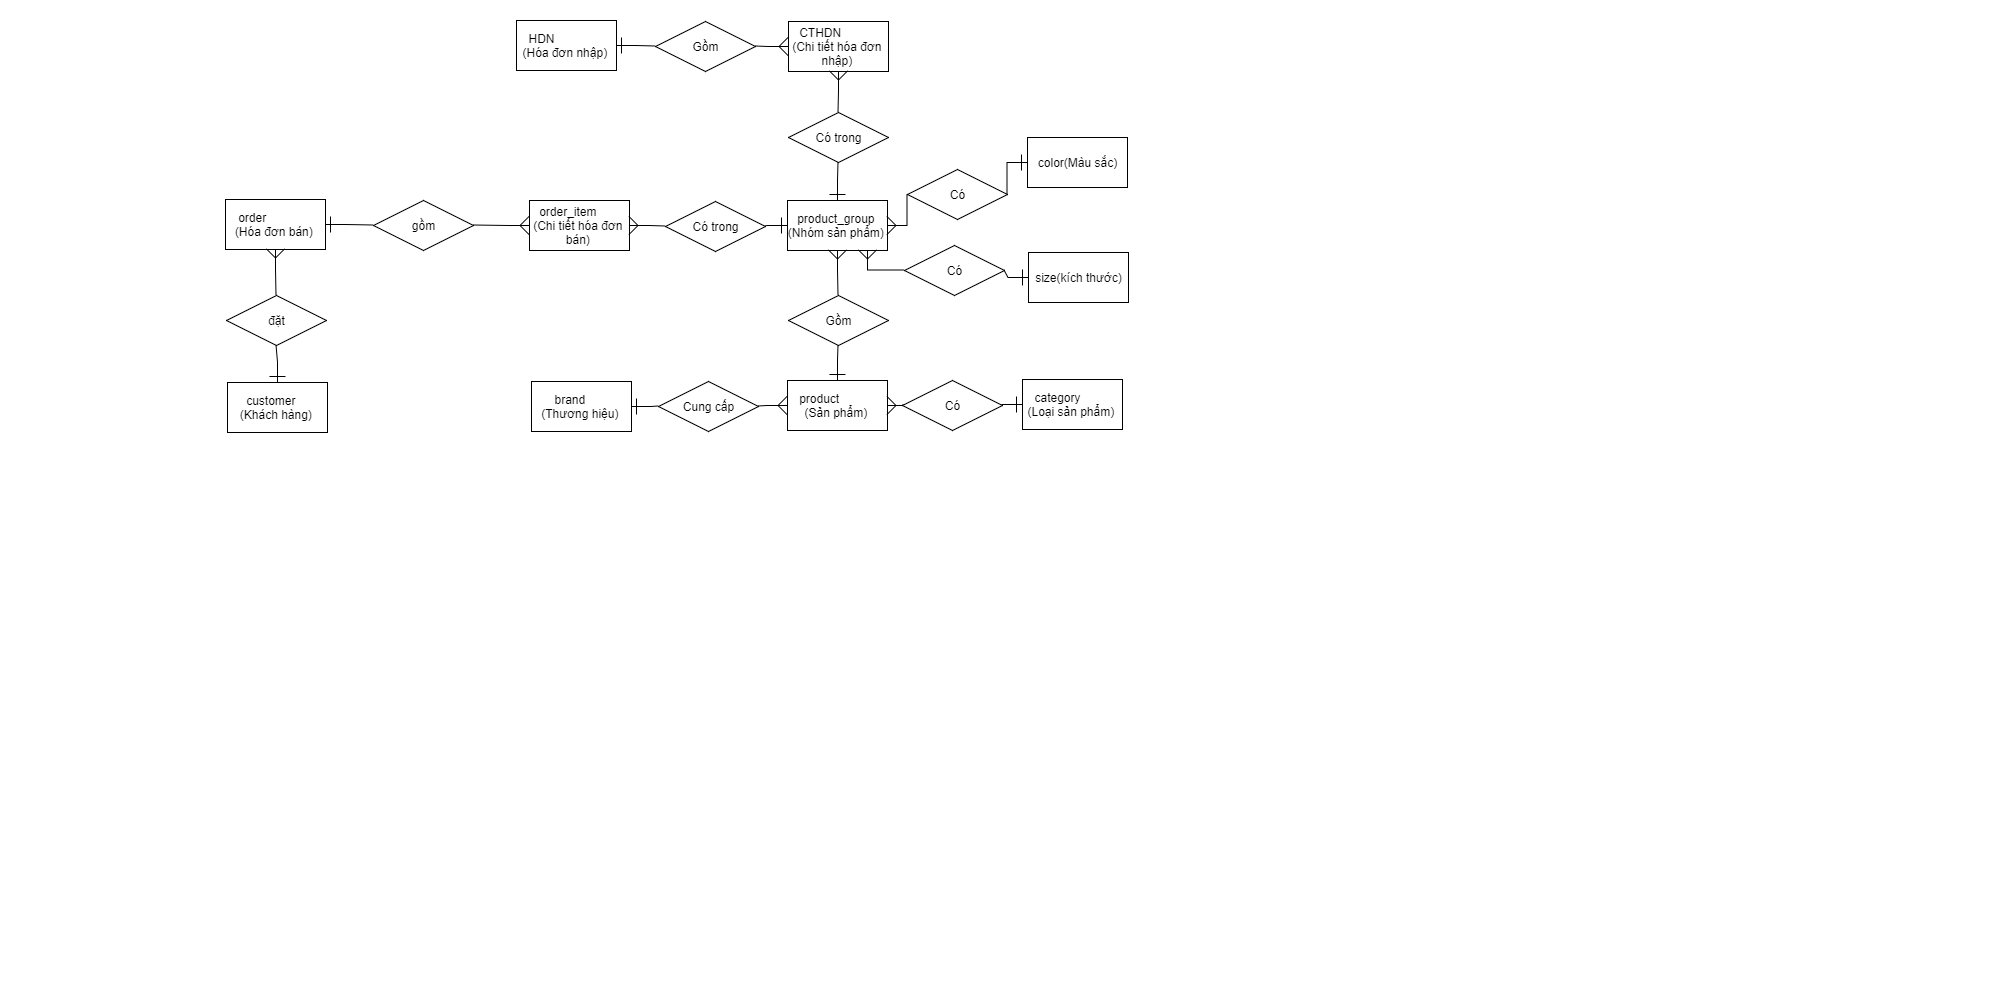 HDN
(Hóa đơn nhập)
Gồm
CTHDN
(Chi tiết hóa đơn
nhập)
Có trong
color(Màu sắc)
Có
order
(Hóa đơn bán)
gồm
order_item
(Chi tiết hóa đơn
bán)
Có trong
product_group
(Nhóm sản phẩm)
Có
size(kích thước)
đặt
Gồm
customer
(Khách hàng)
brand
(Thương hiệu)
Cung cấp
product
(Sản phẩm)
Có
category
(Loại sản phẩm)